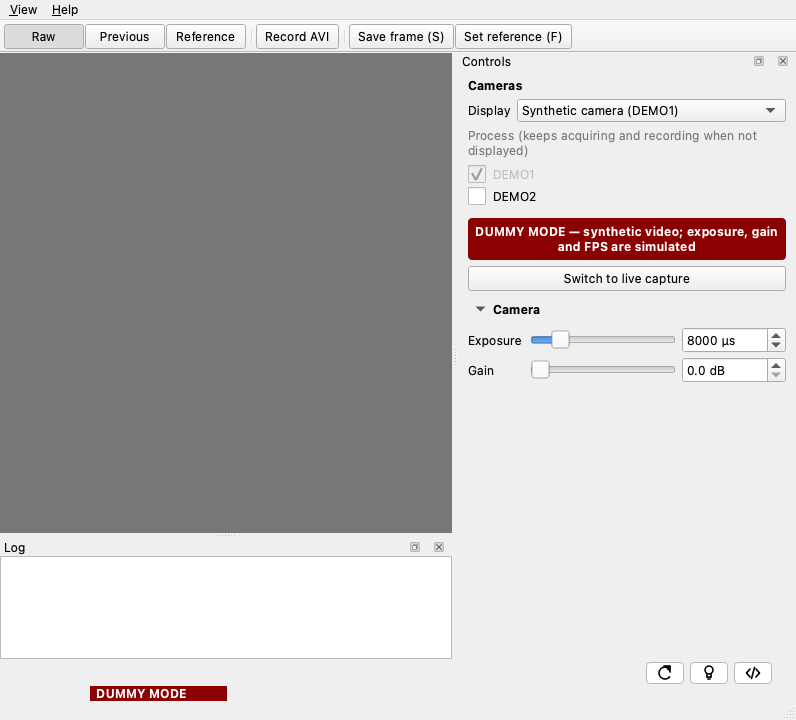 View Help
Raw Previous Reference Record AVI Save frame (S) Set reference (F)
Controls
Cameras
Display Synthetic camera (DEMO1)
Process (keeps acquiring and recording when not
displayed)
DEMO1
DEMO2
DUMMY MODE — synthetic video; exposure, gain
and FPS are simulated
Switch to live capture
Camera
Exposure 8000 µs
Gain 0.0 dB
Log
DUMMY MODE